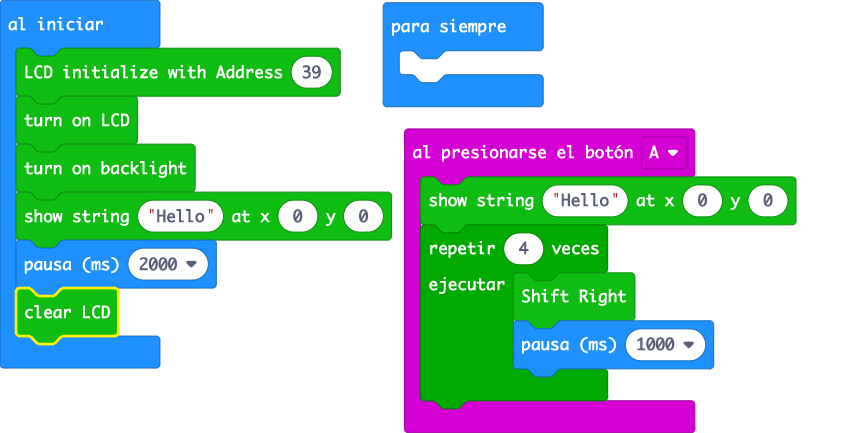 al iniciar
LCD initialize with Address 39
turn on LCD
turn on backlight
show string "Hello" at x 0 y 0
pausa (ms) 2000
clear LCD
para siempre
al presionarse el botón A
show string "Hello" at x 0 y 0
repetir 4 veces
ejecutar
Shift Right
pausa (ms) 1000